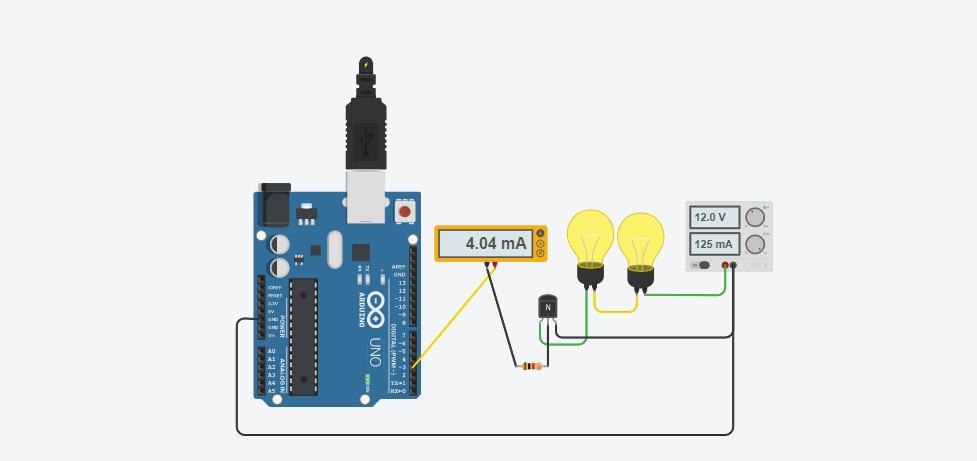 4.04 mA
A
V
12.0 V
125 mA
N
AREF
GND
13
12
~11
~10
~9
8
7
~6
~5
4
~3
2
TX→1
RX←0
DIGITAL (PWM~)
RX
TX
L
ARDUINO
UNO
ON
IOREF
RESET
3.3V
5V
GND
GND
Vin
POWER
A0
A1
A2
A3
A4
A5
ANALOG IN